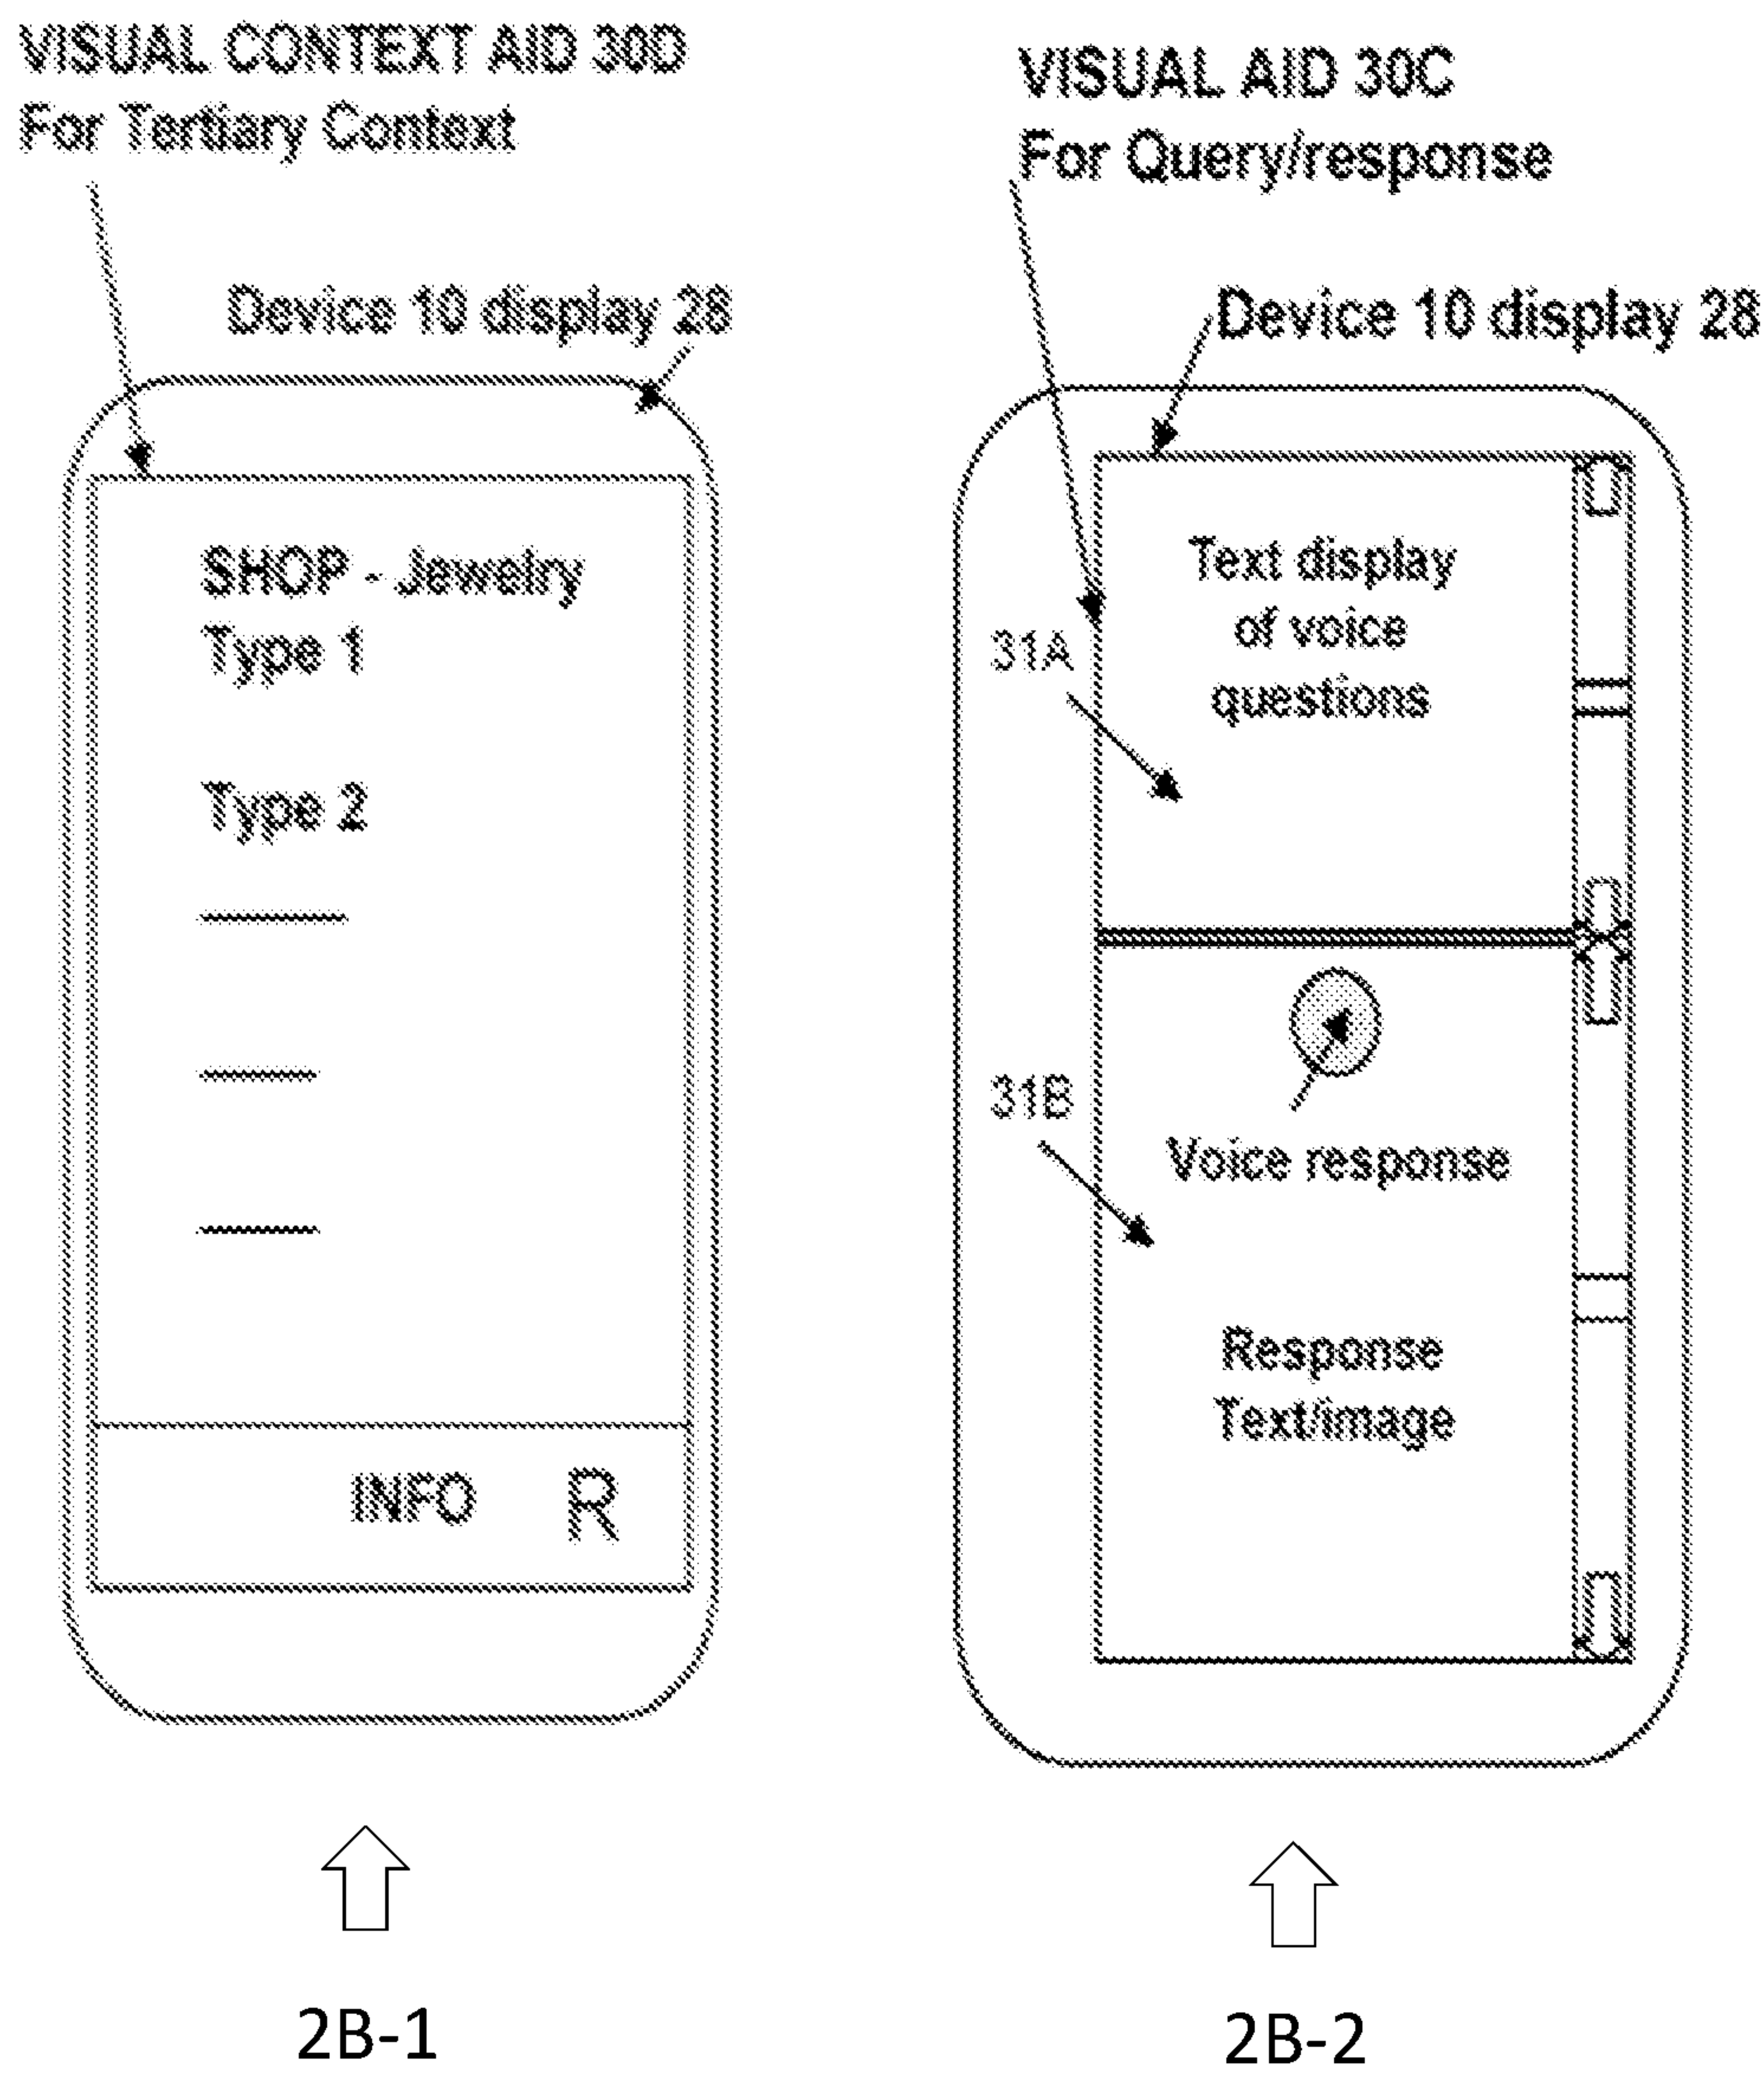 VISUAL CONTEXT AID 30D
For Tertiary Context
Device 10 display 28
SHOP - Jewelry
Type 1
Type 2
INFO R
2B-1
VISUAL AID 30C
For Query/response
Device 10 display 28
Text display
of voice
questions
31A
31B
Voice response
Response
Text/image
2B-2